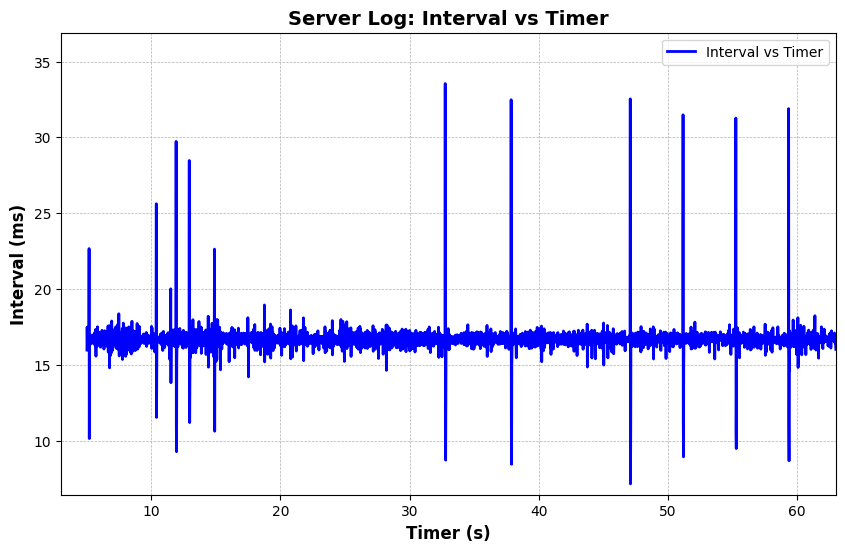 Server Log: Interval vs Timer
Interval vs Timer
35
30
25
20
15
10
Interval (ms)
10 20 30 40 50 60
Timer (s)